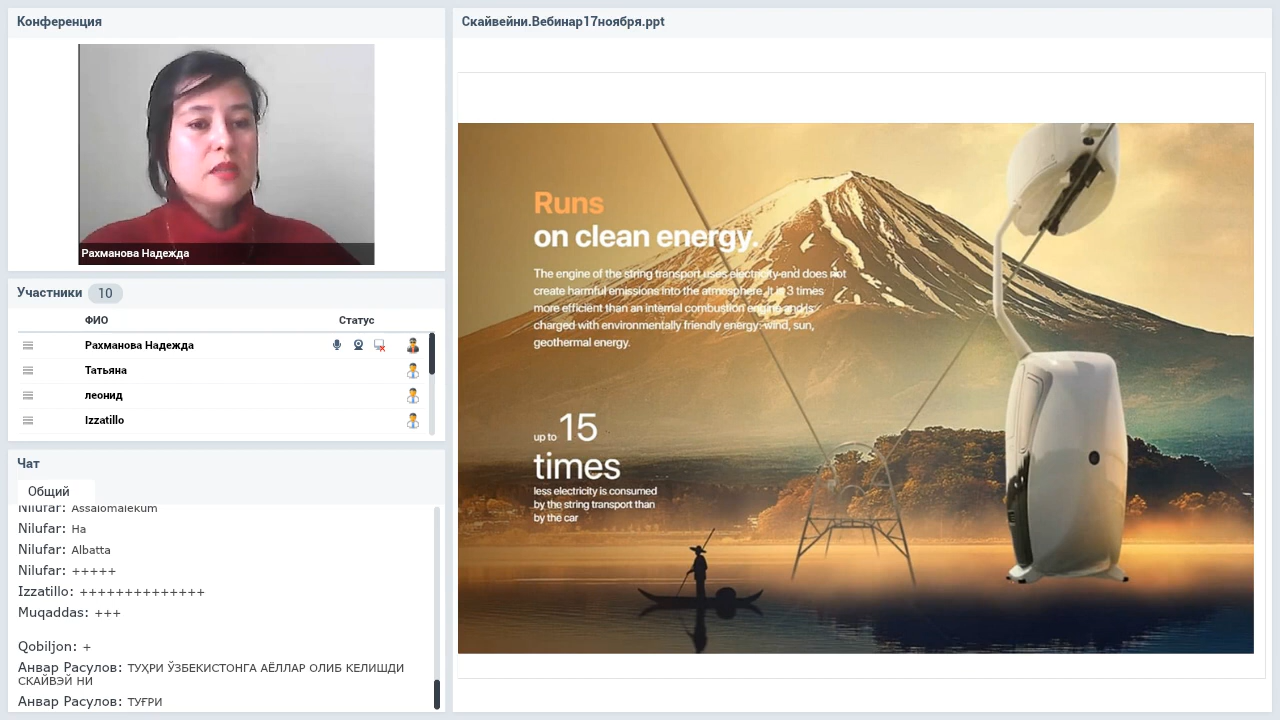 Конференция
Рахманова Надежда
Участники 10
ФИО Статус
Рахманова Надежда
Татьяна
леонид
Izzatillo
Чат
Общий
Nilufar: Assalomalekum
Nilufar: Ha
Nilufar: Albatta
Nilufar: +++++
Izzatillo: ++++++++++++++
Muqaddas: +++
Qobiljon: +
Анвар Расулов: ТУҲРИ ЎЗБЕКИСТОНГА АЁЛЛАР ОЛИБ КЕЛИШДИ
СКАЙВЭЙ НИ
Анвар Расулов: ТУҒРИ
Скайвейни.Вебинар17ноября.ppt
Runs
on clean energy.
The engine of the string transport uses electricity and does not
create harmful emissions into the atmosphere. It is 3 times
more efficient than an internal combustion engine and is
charged with environmentally friendly energy: wind, sun,
geothermal energy.
up to 15
times
less electricity is consumed
by the string transport than
by the car